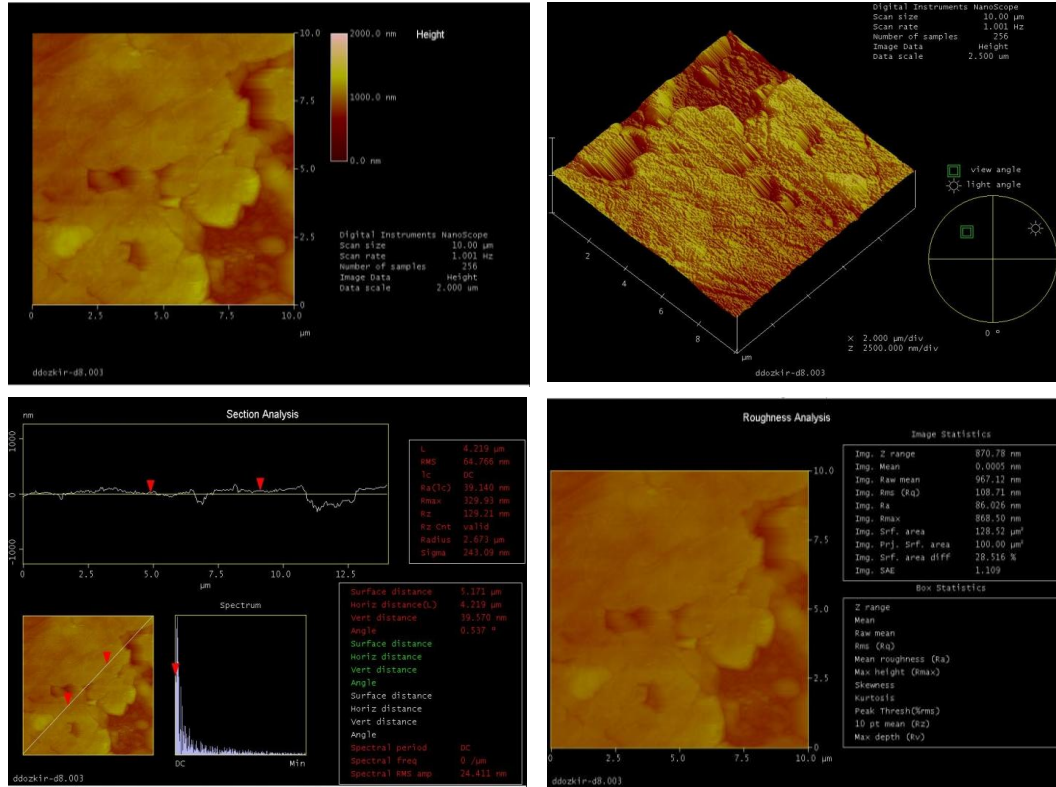 Height
2000.0 nm
1000.0 nm
0.0 nm
10.0
7.5
5.0
2.5
0
0 2.5 5.0 7.5 10.0
µm
Digital Instruments NanoScope
Scan size 10.00 µm
Scan rate 1.001 Hz
Number of samples 256
Image Data Height
Data scale 2.000 um
ddozkir-d8.003
Digital Instruments NanoScope
Scan size 10.00 µm
Scan rate 1.001 Hz
Number of samples 256
Image Data Height
Data scale 2.500 um
view angle
light angle
0 º
2
4
6
8
µm
X 2.000 µm/div
Z 2500.000 nm/div
ddozkir-d8.003
Section Analysis
nm
1000
0
-1000
0 2.5 5.0 7.5 10.0 12.5
µm
L 4.219 µm
RMS 64.766 nm
lc DC
Ra(lc) 39.140 nm
Rmax 329.93 nm
Rz 129.21 nm
Rz Cnt valid
Radius 2.673 µm
Sigma 243.09 nm
Spectrum
DC Min
Surface distance 5.171 µm
Horiz distance(L) 4.219 µm
Vert distance 39.570 nm
Angle 0.537 º
Surface distance
Horiz distance
Vert distance
Angle
Surface distance
Horiz distance
Vert distance
Angle
Spectral period DC
Spectral freq 0 /µm
Spectral RMS amp 24.411 nm
ddozkir-d8.003
Roughness Analysis
10.0
7.5
5.0
2.5
0
0 2.5 5.0 7.5 10.0 µm
Image Statistics
Img. Z range 870.78 nm
Img. Mean 0.0005 nm
Img. Raw mean 967.12 nm
Img. Rms (Rq) 108.71 nm
Img. Ra 86.026 nm
Img. Rmax 868.50 nm
Img. Srf. area 128.52 µm²
Img. Prj. Srf. area 100.00 µm²
Img. Srf. area diff 28.516 %
Img. SAE 1.109
Box Statistics
Z range
Mean
Raw mean
Rms (Rq)
Mean roughness (Ra)
Max height (Rmax)
Skewness
Kurtosis
Peak Thresh(%rms)
10 pt mean (Rz)
Max depth (Rv)
ddozkir-d8.003